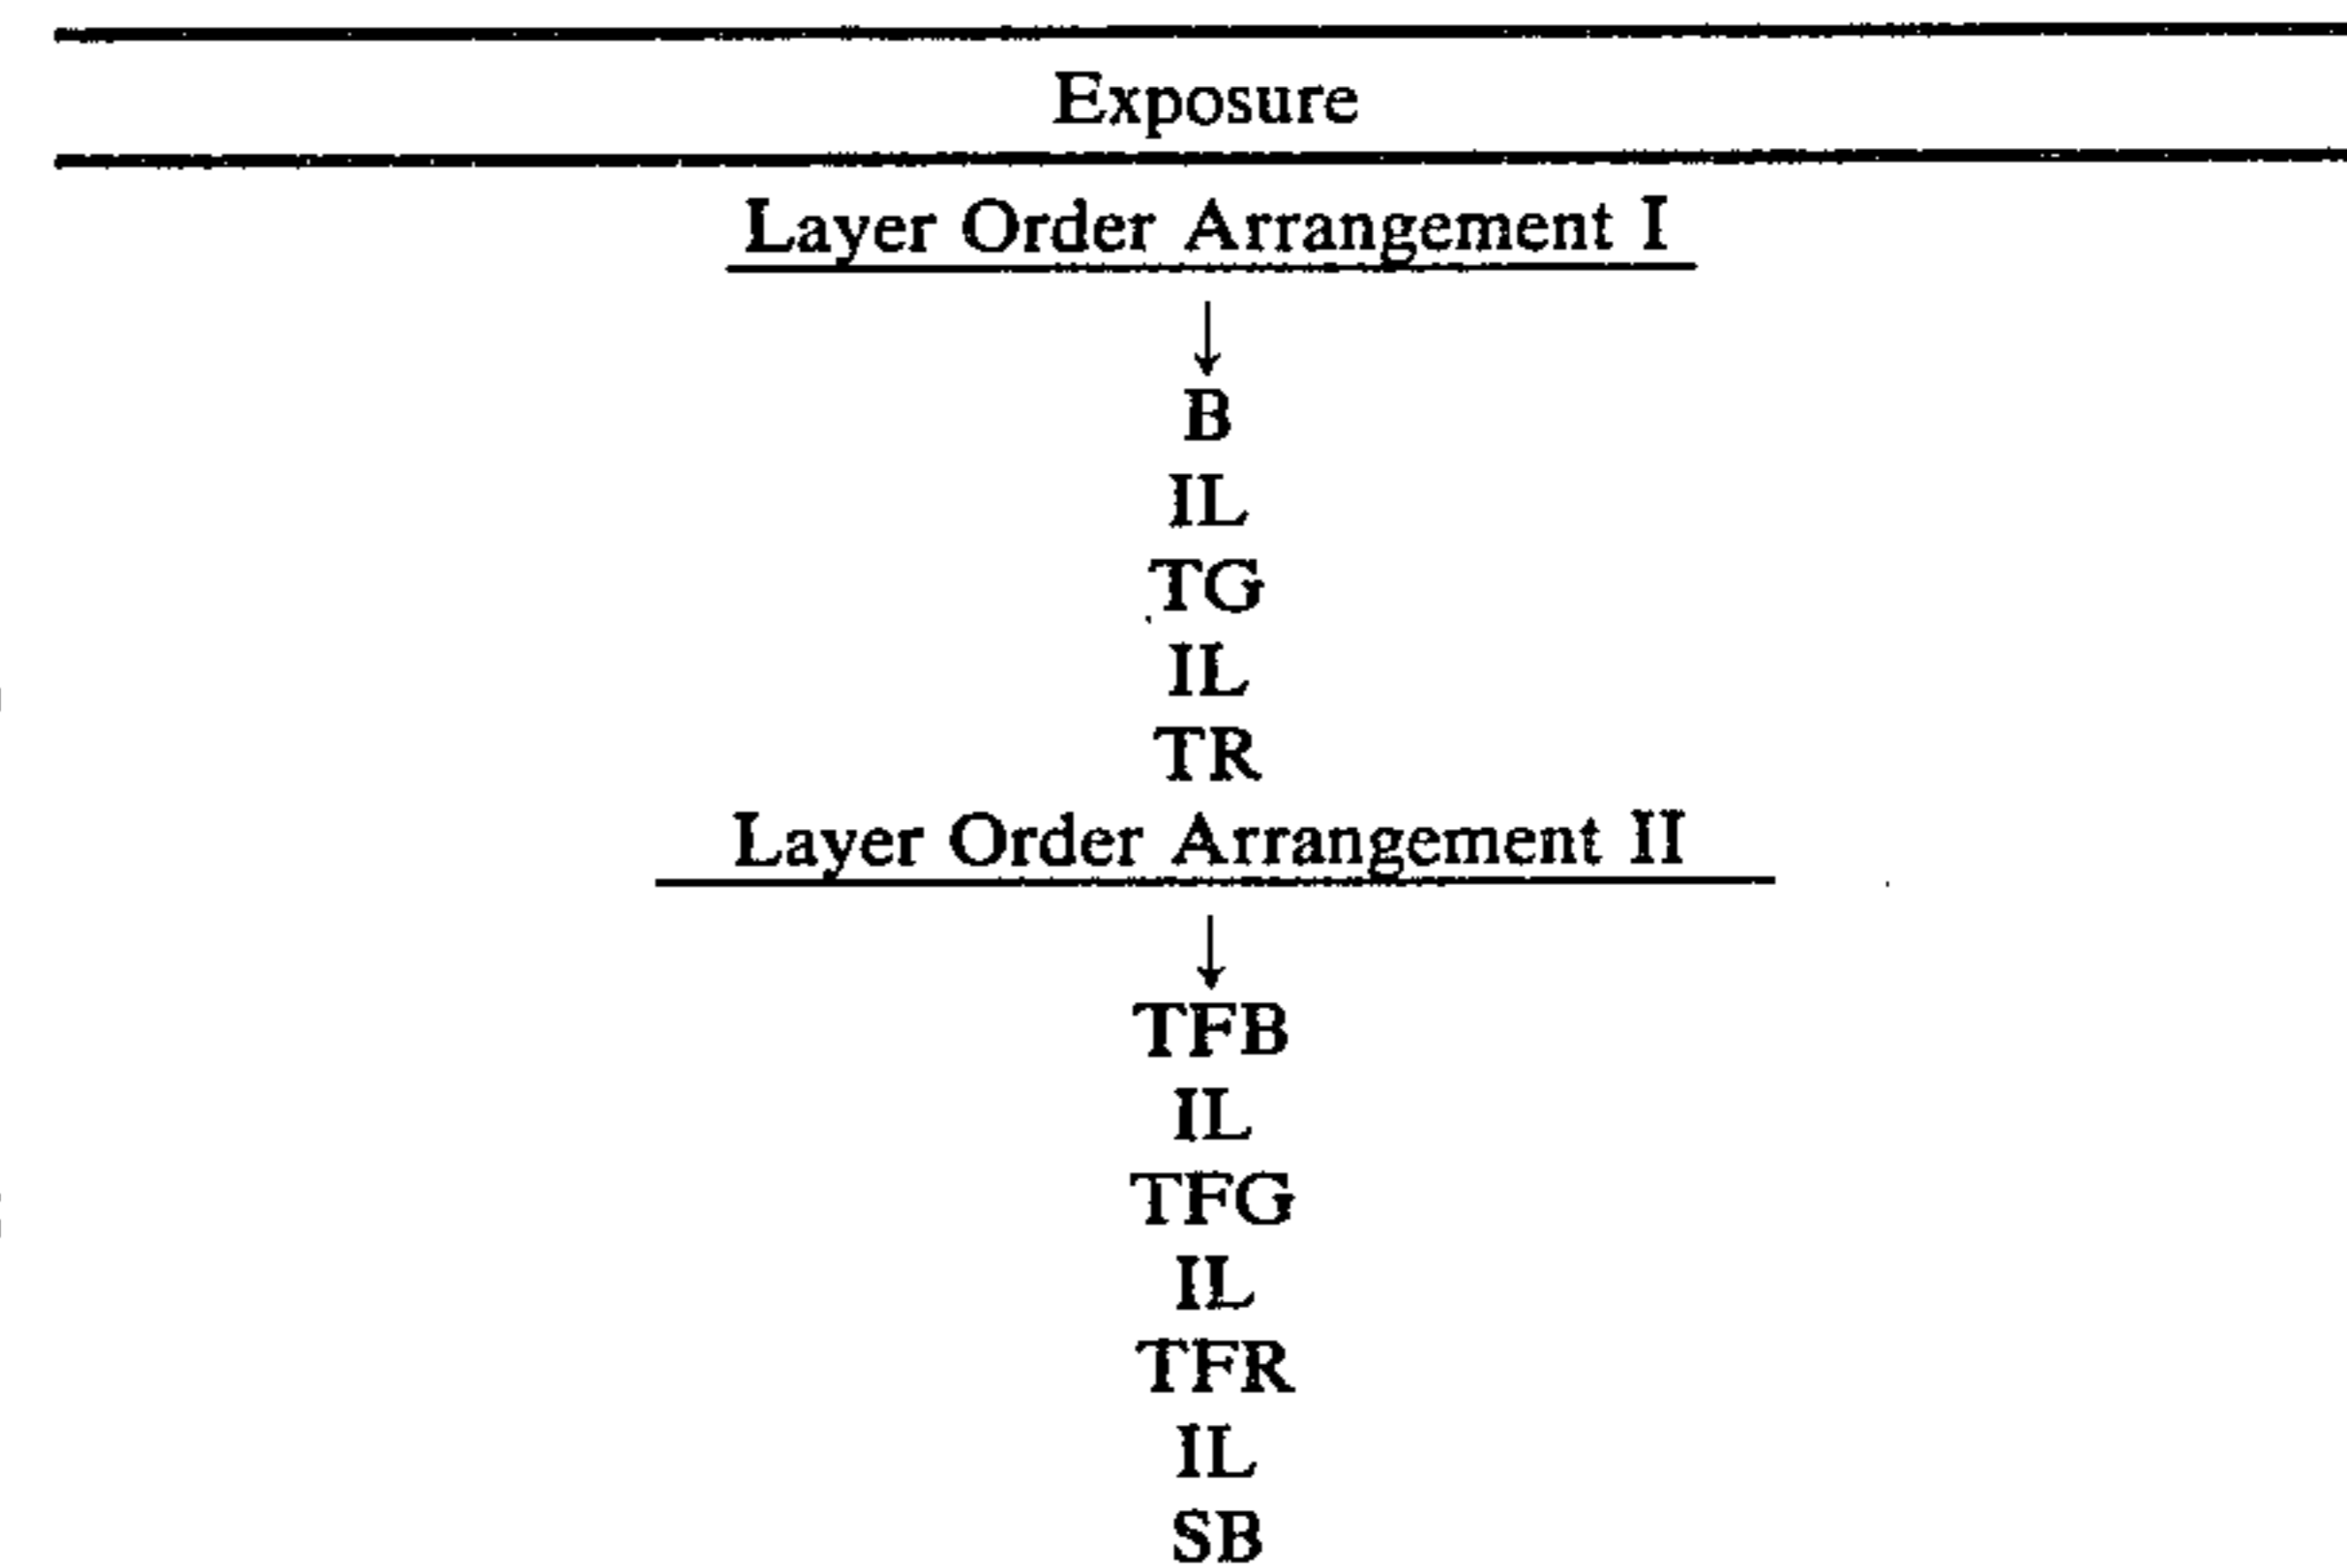 Exposure
Layer Order Arrangement I
↓
B
IL
TG
IL
TR
Layer Order Arrangement II
↓
TFB
IL
TFG
IL
TFR
IL
SB